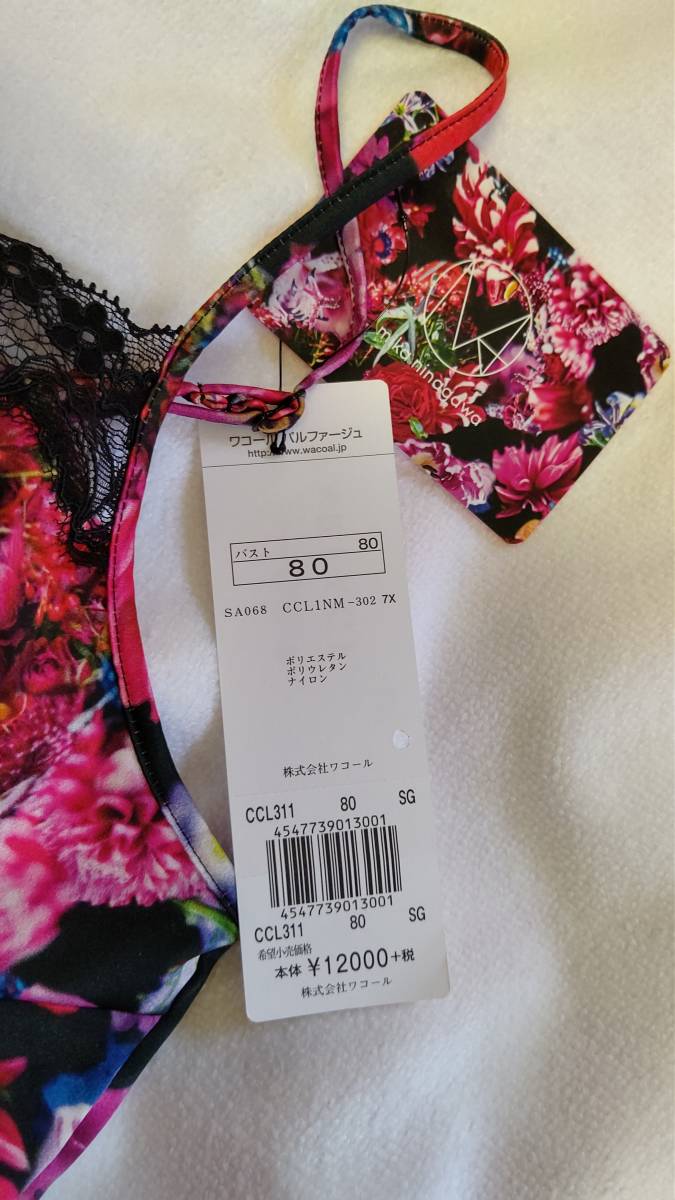 ワコール パルファージュ
http://www.wacoal.jp
バスト 80
80
SA068 CCL1NM-302 7X
ポリエステル
ポリウレタン
ナイロン
株式会社ワコール
CCL311 80 SG
4547739013001
4547739013001
CCL311 80 SG
希望小売価格
本体 ¥12000+税
株式会社ワコール